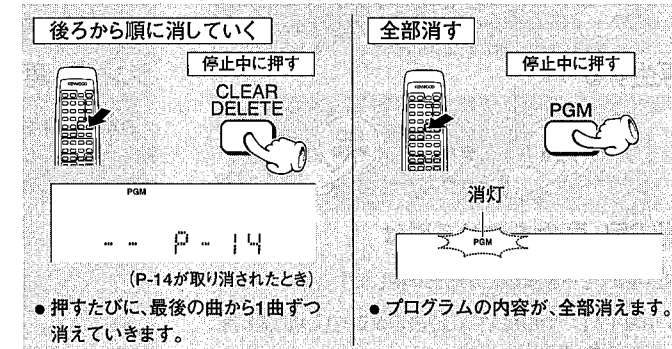 後ろから順に消していく
停止中に押す
KENWOOD
CLEAR
DELETE
PGM
-- P-14
(P-14が取り消されたとき)
● 押すたびに、最後の曲から1曲ずつ
消えていきます。
全部消す
停止中に押す
KENWOOD
PGM
消灯
PGM
● プログラムの内容が、全部消えます。